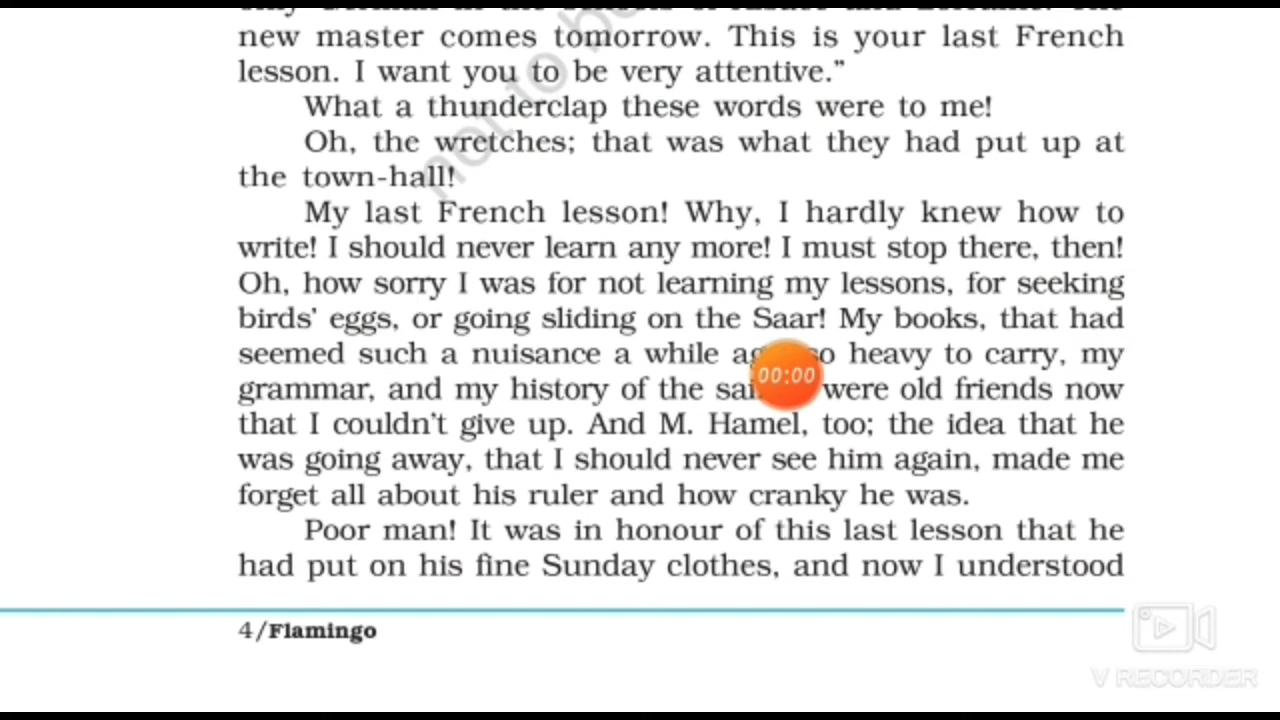 new master comes tomorrow. This is your last French
lesson. I want you to be very attentive.”
What a thunderclap these words were to me!
Oh, the wretches; that was what they had put up at
the town-hall!
My last French lesson! Why, I hardly knew how to
write! I should never learn any more! I must stop there, then!
Oh, how sorry I was for not learning my lessons, for seeking
birds’ eggs, or going sliding on the Saar! My books, that had
seemed such a nuisance a while so heavy to carry, my
grammar, and my history of the were old friends now
that I couldn’t give up. And M. Hamel, too; the idea that he
was going away, that I should never see him again, made me
forget all about his ruler and how cranky he was.
Poor man! It was in honour of this last lesson that he
had put on his fine Sunday clothes, and now I understood
4/Flamingo
not to be
00:00
V RECORDER